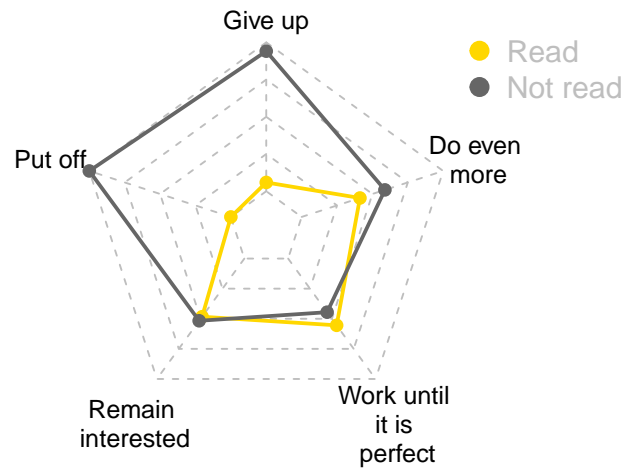 Give up
Read
Not read
Put off
Do even
more
Remain
interested
Work until
it is
perfect